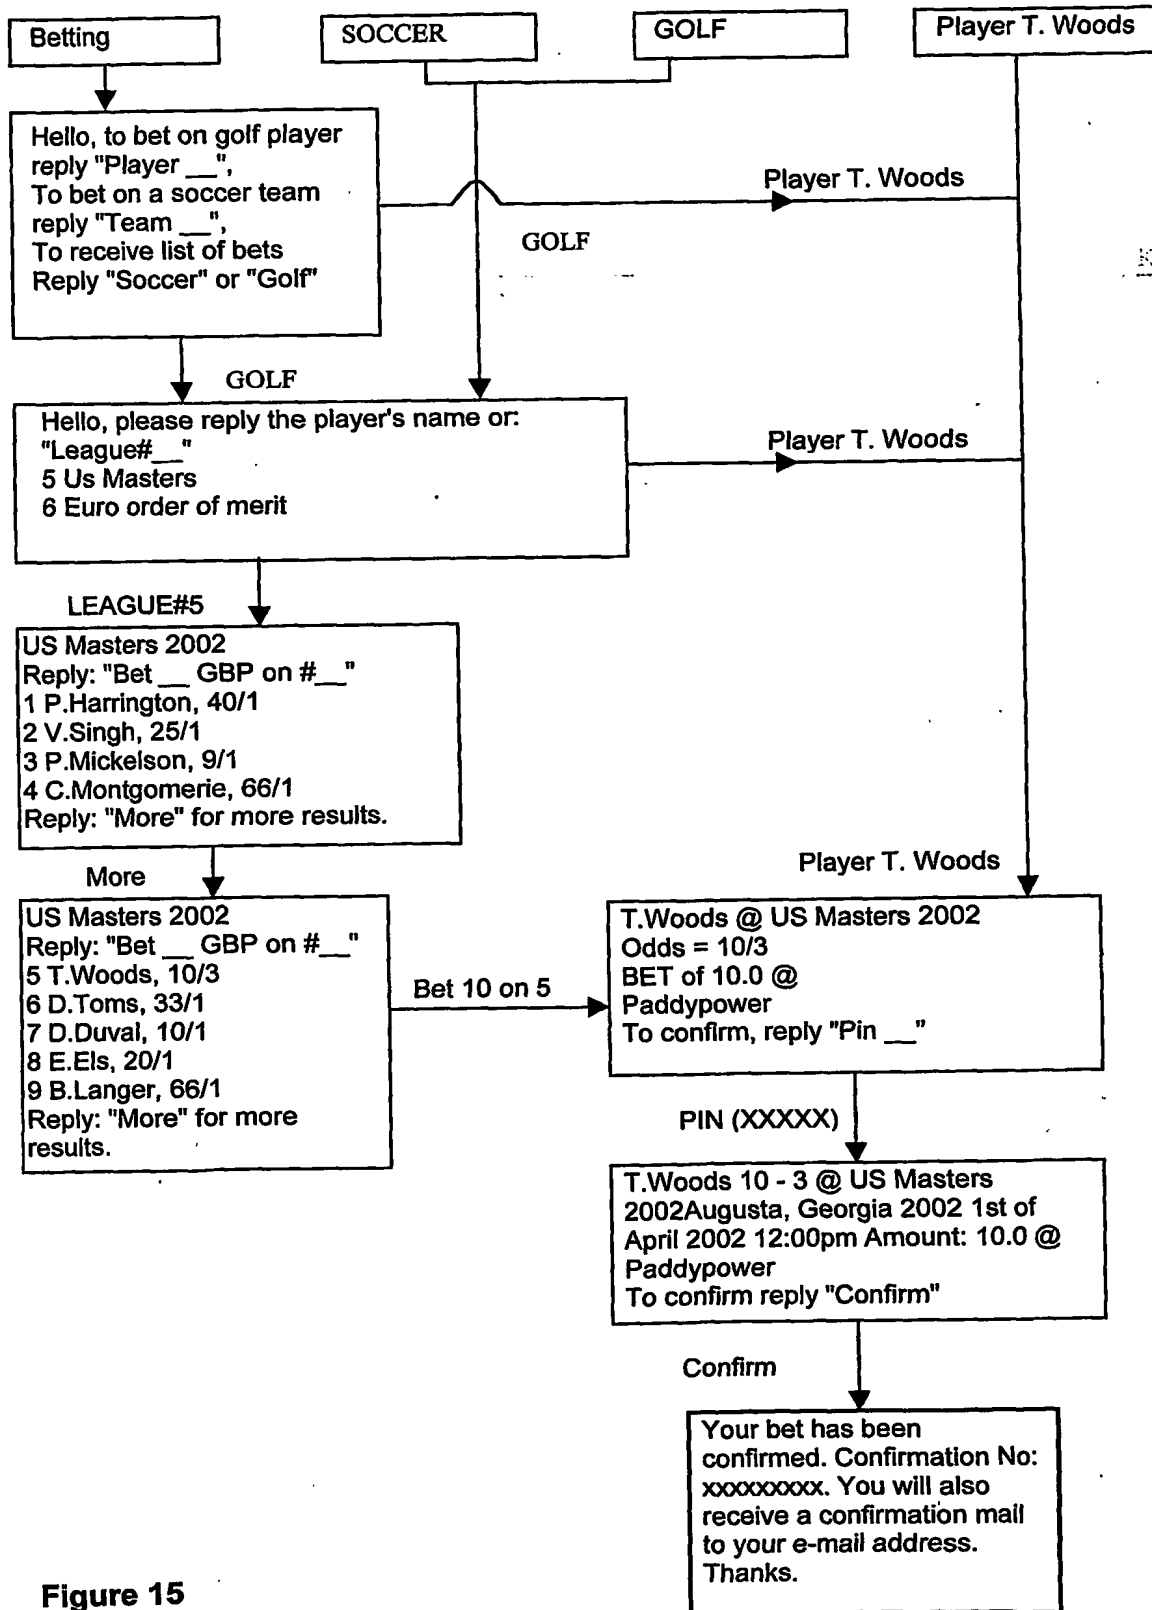 Betting
SOCCER
GOLF
Player T. Woods
Hello, to bet on golf player
reply "Player __",
To bet on a soccer team
reply "Team __",
To receive list of bets
Reply "Soccer" or "Golf"
Player T. Woods
GOLF
GOLF
Hello, please reply the player's name or:
"League#__"
5 Us Masters
6 Euro order of merit
Player T. Woods
LEAGUE#5
US Masters 2002
Reply: "Bet __ GBP on #__"
1 P.Harrington, 40/1
2 V.Singh, 25/1
3 P.Mickelson, 9/1
4 C.Montgomerie, 66/1
Reply: "More" for more results.
More
Player T. Woods
US Masters 2002
Reply: "Bet __ GBP on #__"
5 T.Woods, 10/3
6 D.Toms, 33/1
7 D.Duval, 10/1
8 E.Els, 20/1
9 B.Langer, 66/1
Reply: "More" for more
results.
Bet 10 on 5
T.Woods @ US Masters 2002
Odds = 10/3
BET of 10.0 @
Paddypower
To confirm, reply "Pin __"
PIN (XXXXX)
T.Woods 10 - 3 @ US Masters
2002Augusta, Georgia 2002 1st of
April 2002 12:00pm Amount: 10.0 @
Paddypower
To confirm reply "Confirm"
Confirm
Your bet has been
confirmed. Confirmation No:
xxxxxxxxx. You will also
receive a confirmation mail
to your e-mail address.
Thanks.
Figure 15